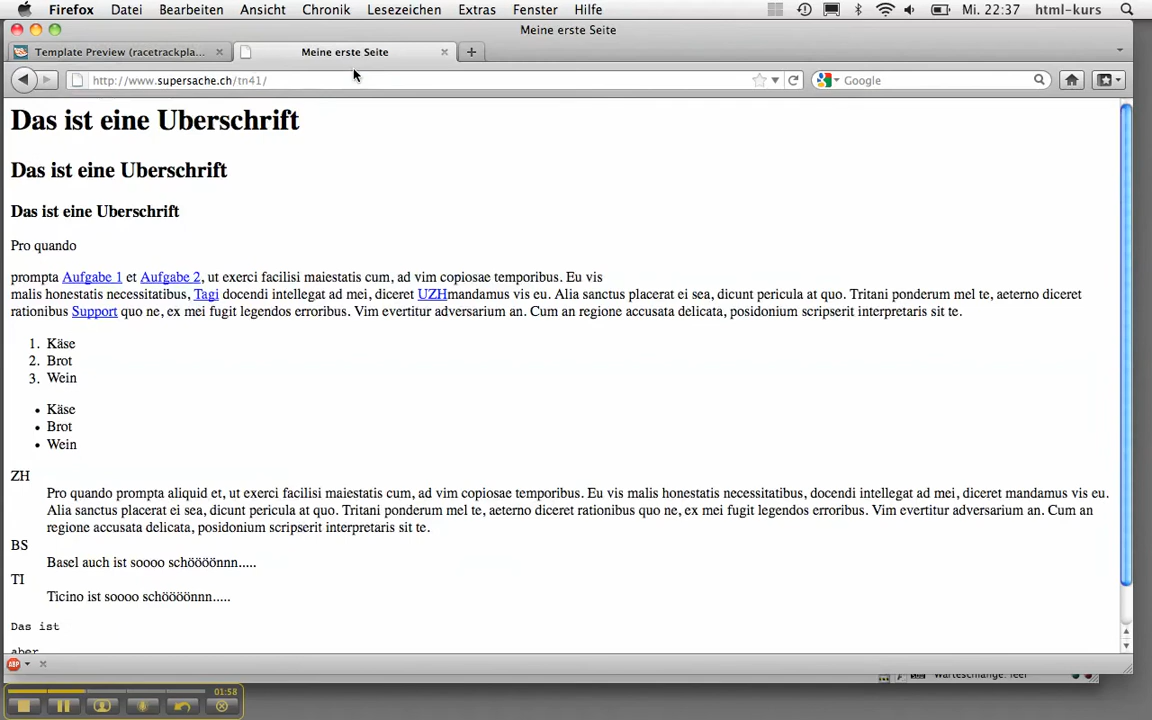 Firefox Datei Bearbeiten Ansicht Chronik Lesezeichen Extras Fenster Hilfe Mi. 22:37 html-kurs
Meine erste Seite
Template Preview (racetrackpla... Meine erste Seite
http://www.supersache.ch/tn41/ Google
Das ist eine Uberschrift
Das ist eine Uberschrift
Das ist eine Uberschrift
Pro quando
prompta Aufgabe 1 et Aufgabe 2, ut exerci facilisi maiestatis cum, ad vim copiosae temporibus. Eu vis
malis honestatis necessitatibus, Tagi docendi intellegat ad mei, diceret UZHmandamus vis eu. Alia sanctus placerat ei sea, dicunt pericula at quo. Tritani ponderum mel te, aeterno diceret
rationibus Support quo ne, ex mei fugit legendos erroribus. Vim evertitur adversarium an. Cum an regione accusata delicata, posidonium scripserit interpretaris sit te.
1. Käse
2. Brot
3. Wein
• Käse
• Brot
• Wein
ZH
Pro quando prompta aliquid et, ut exerci facilisi maiestatis cum, ad vim copiosae temporibus. Eu vis malis honestatis necessitatibus, docendi intellegat ad mei, diceret mandamus vis eu.
Alia sanctus placerat ei sea, dicunt pericula at quo. Tritani ponderum mel te, aeterno diceret rationibus quo ne, ex mei fugit legendos erroribus. Vim evertitur adversarium an. Cum an
regione accusata delicata, posidonium scripserit interpretaris sit te.
BS
Basel auch ist soooo schöööönnn.....
TI
Ticino ist soooo schöööönnn.....
Das ist
aber
ABP
Warteschlange: leer
01:58